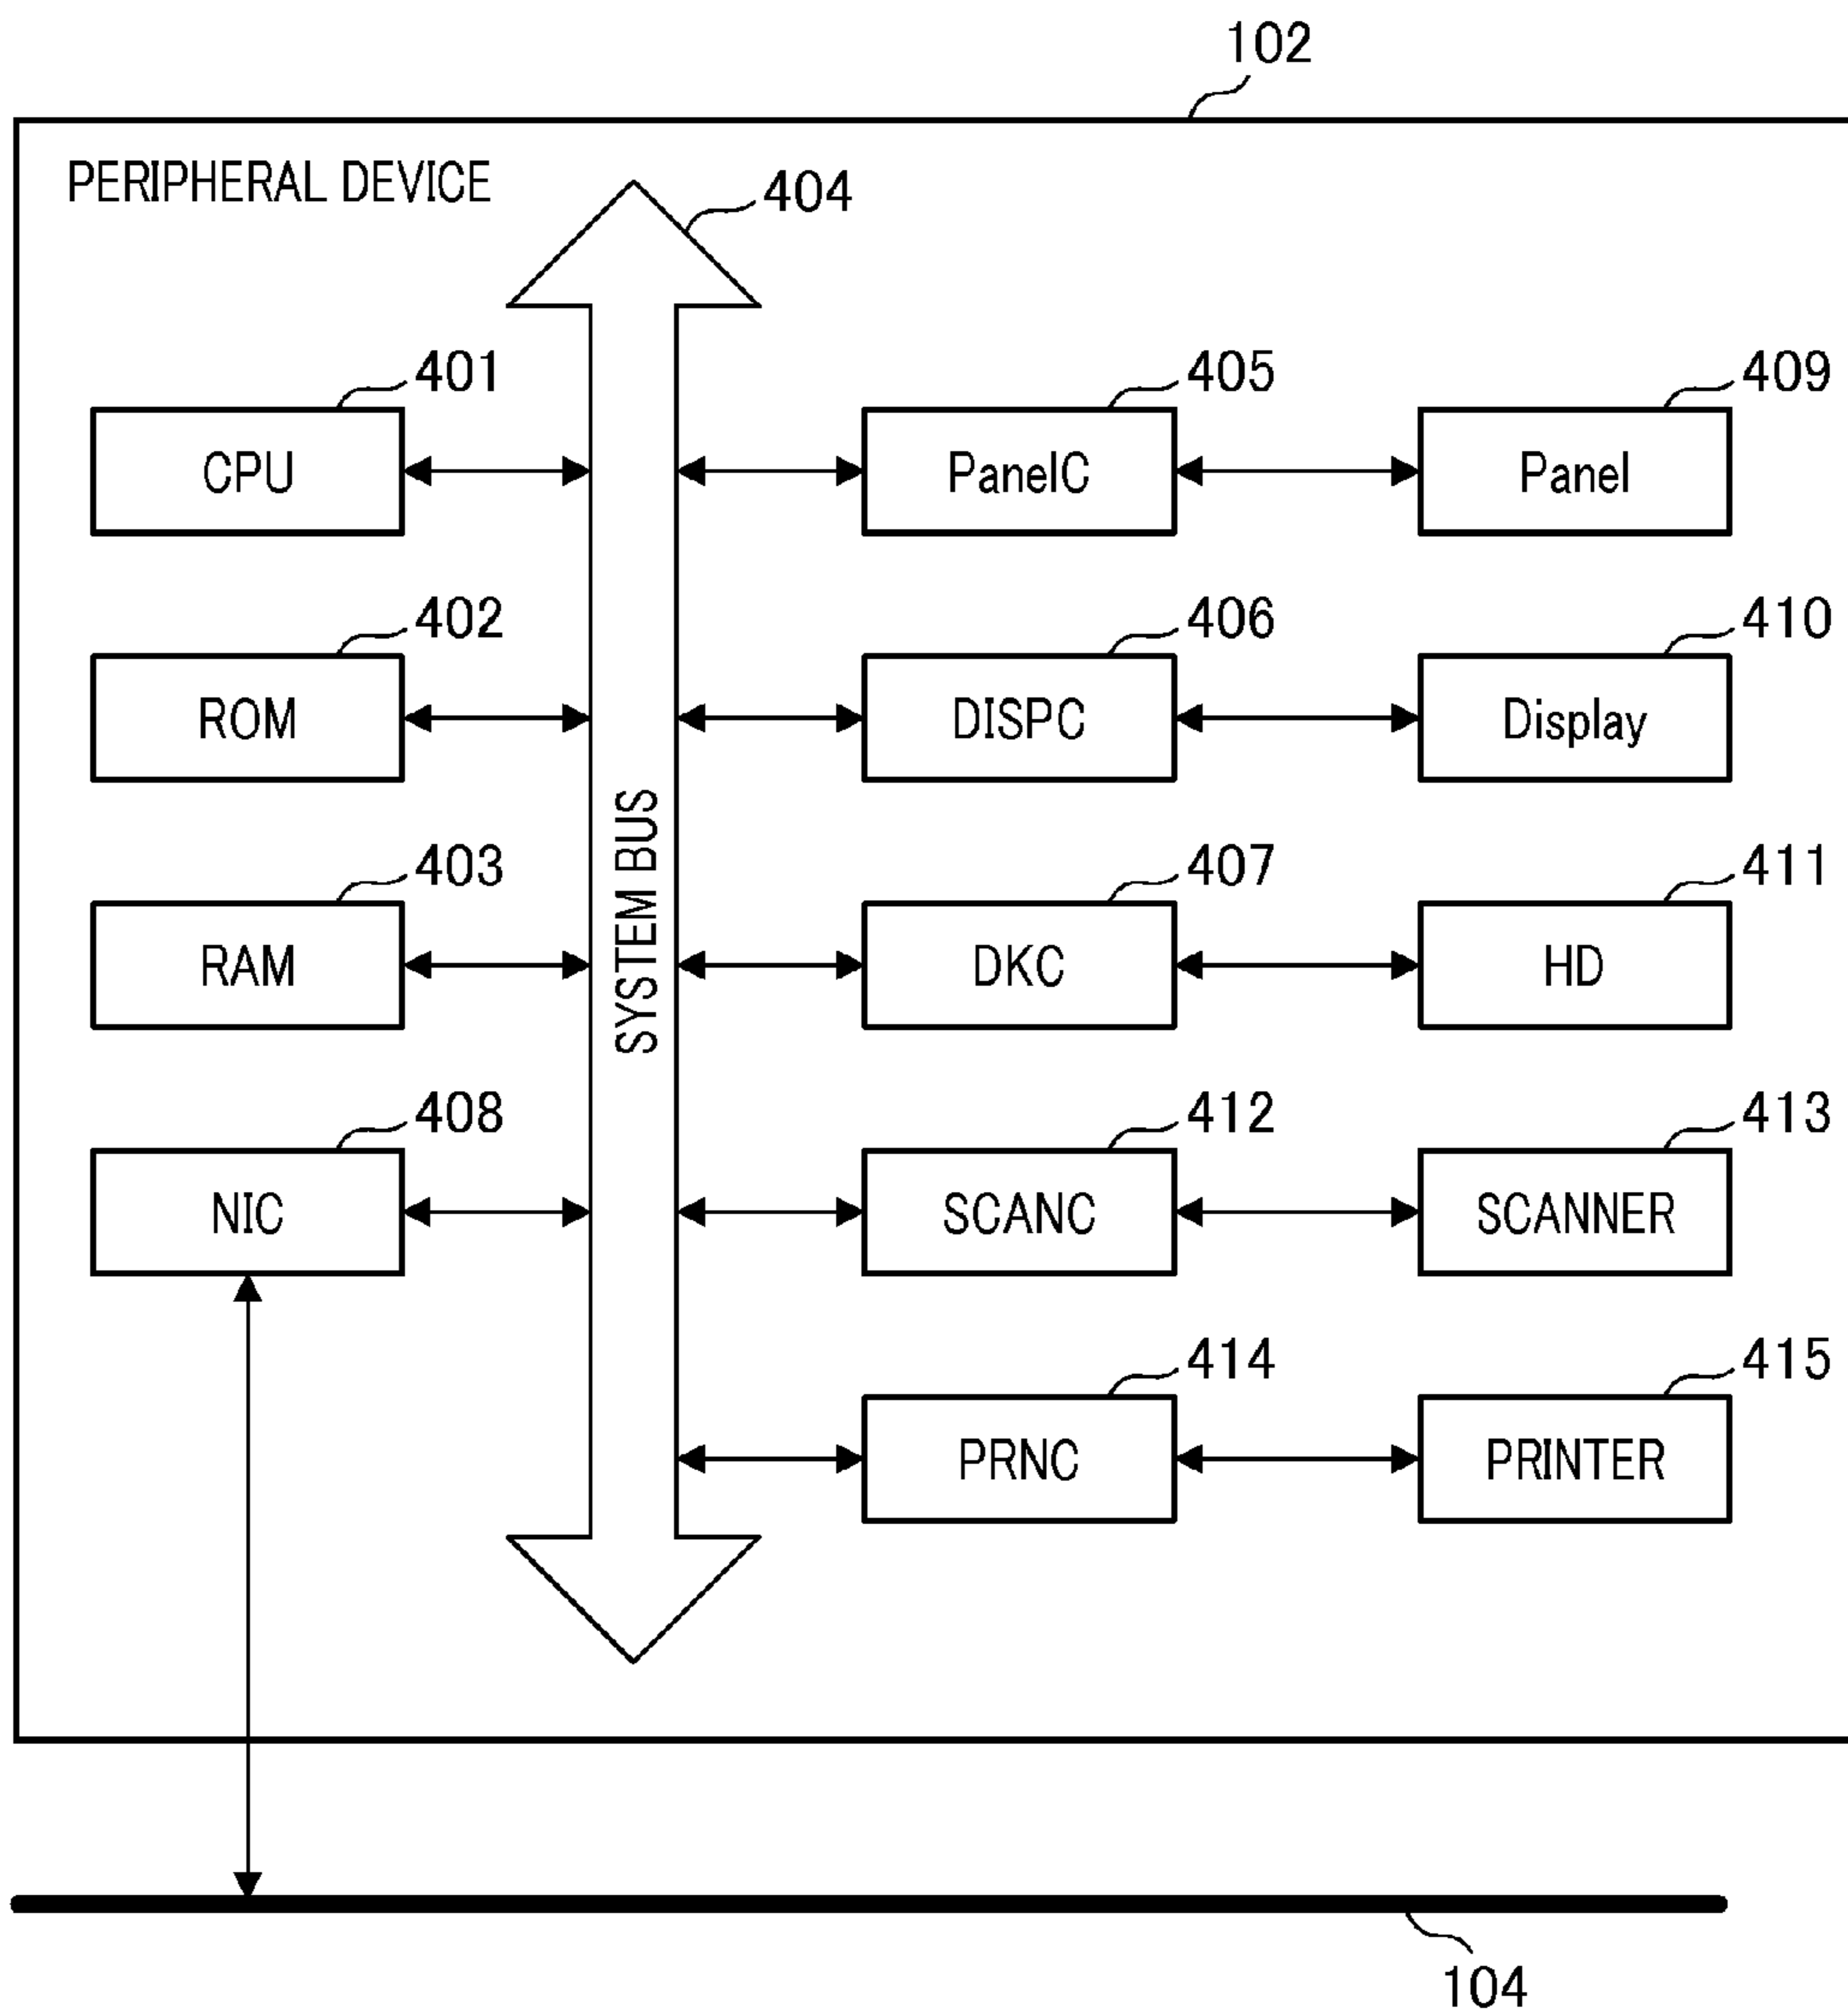 102
PERIPHERAL DEVICE
404
401
405
409
CPU
PanelC
Panel
402
406
410
ROM
DISPC
Display
SYSTEM BUS
403
407
411
RAM
DKC
HD
408
412
413
NIC
SCANC
SCANNER
414
415
PRNC
PRINTER
104